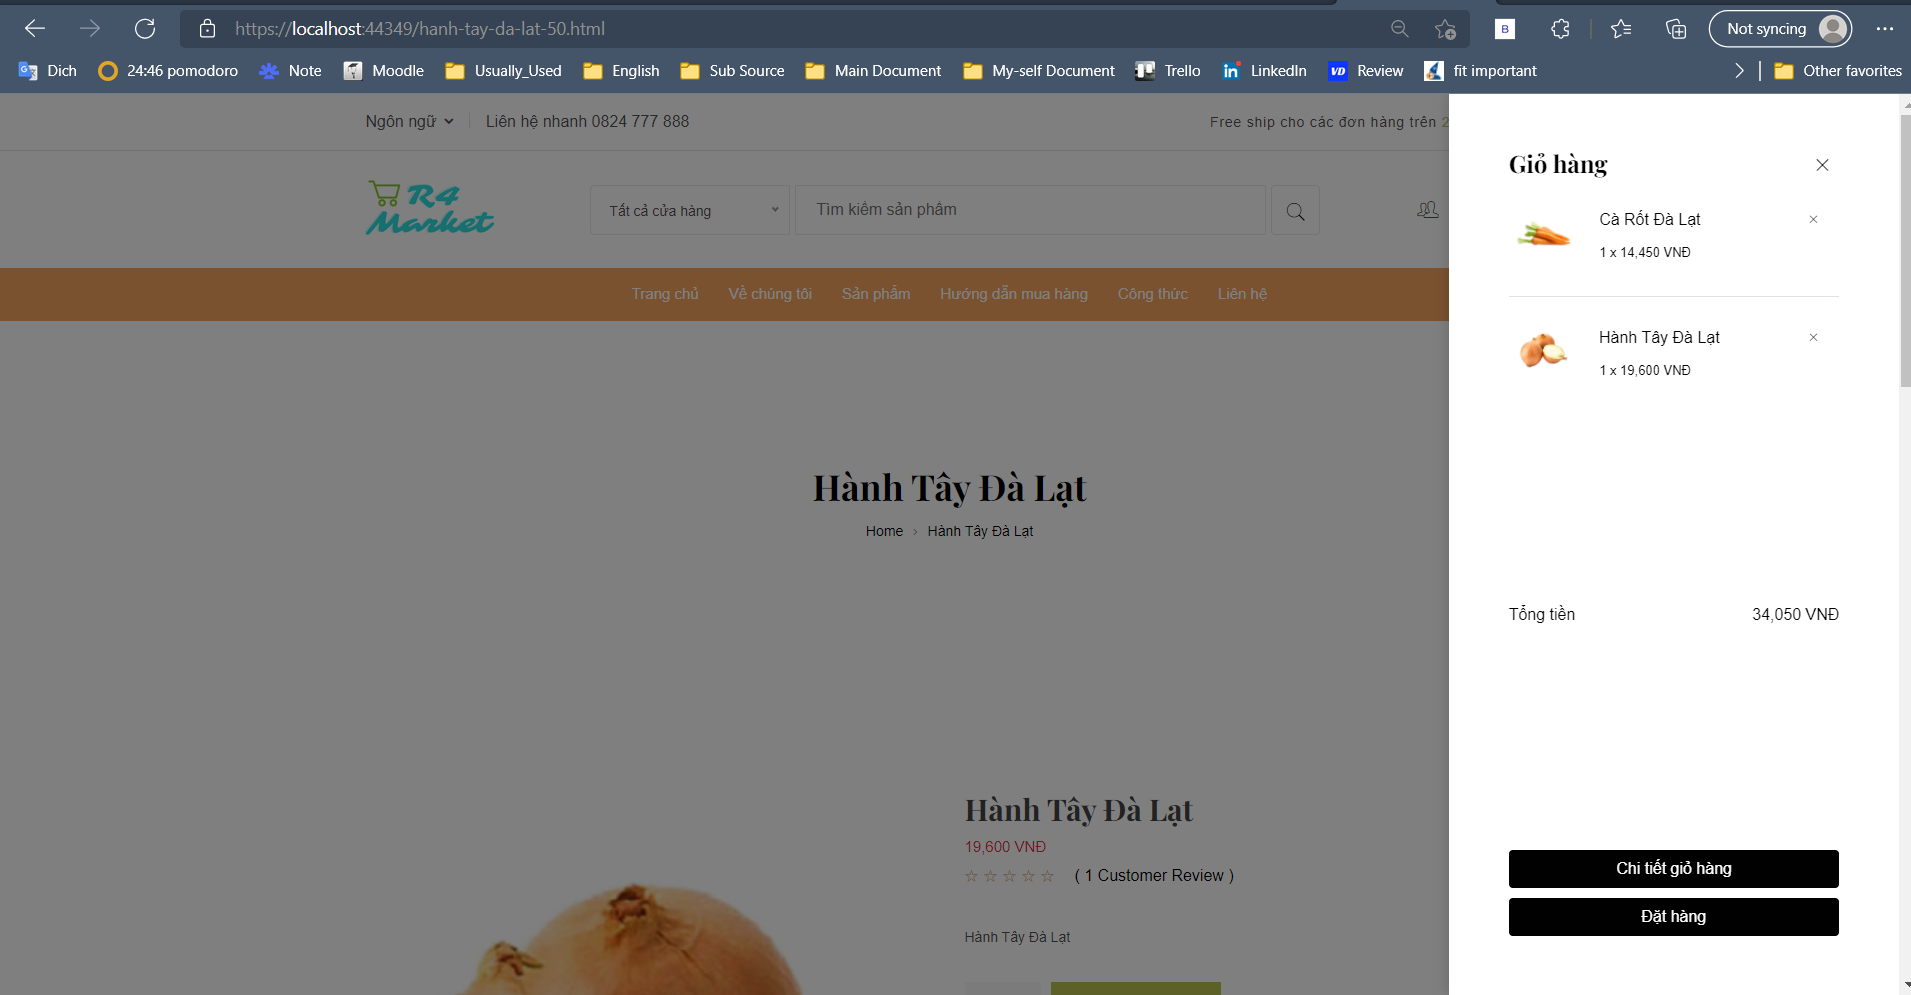 https://localhost:44349/hanh-tay-da-lat-50.html
B
Not syncing
Dich
24:46 pomodoro
Note
Moodle
Usually_Used
English
Sub Source
Main Document
My-self Document
Trello
LinkedIn
VD Review
fit important
Other favorites
Ngôn ngữ
Liên hệ nhanh 0824 777 888
Free ship cho các đơn hàng trên 2
R4
Market
Tất cả cửa hàng
Tìm kiếm sản phẩm
Trang chủ
Về chúng tôi
Sản phẩm
Hướng dẫn mua hàng
Công thức
Liên hệ
Hành Tây Đà Lạt
Home › Hành Tây Đà Lạt
Hành Tây Đà Lạt
19,600 VNĐ
( 1 Customer Review )
Hành Tây Đà Lạt
Giỏ hàng
Cà Rốt Đà Lạt
1 x 14,450 VNĐ
Hành Tây Đà Lạt
1 x 19,600 VNĐ
Tổng tiền
34,050 VNĐ
Chi tiết giỏ hàng
Đặt hàng